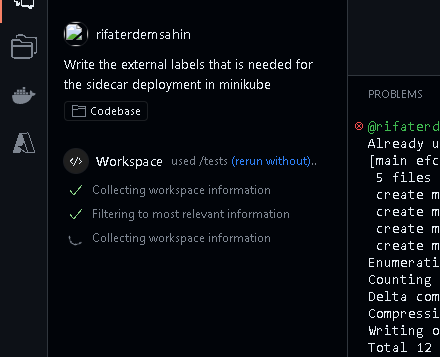 rifaterdemsahin
Write the external labels that is needed for
the sidecar deployment in minikube
Codebase
Workspace used /tests (rerun without)..
Collecting workspace information
Filtering to most relevant information
Collecting workspace information
PROBLEMS
@rifaterd
Already u
[main efc
5 files
create m
create m
create m
create m
Enumerati
Counting
Delta com
Compressi
Writing o
Total 12